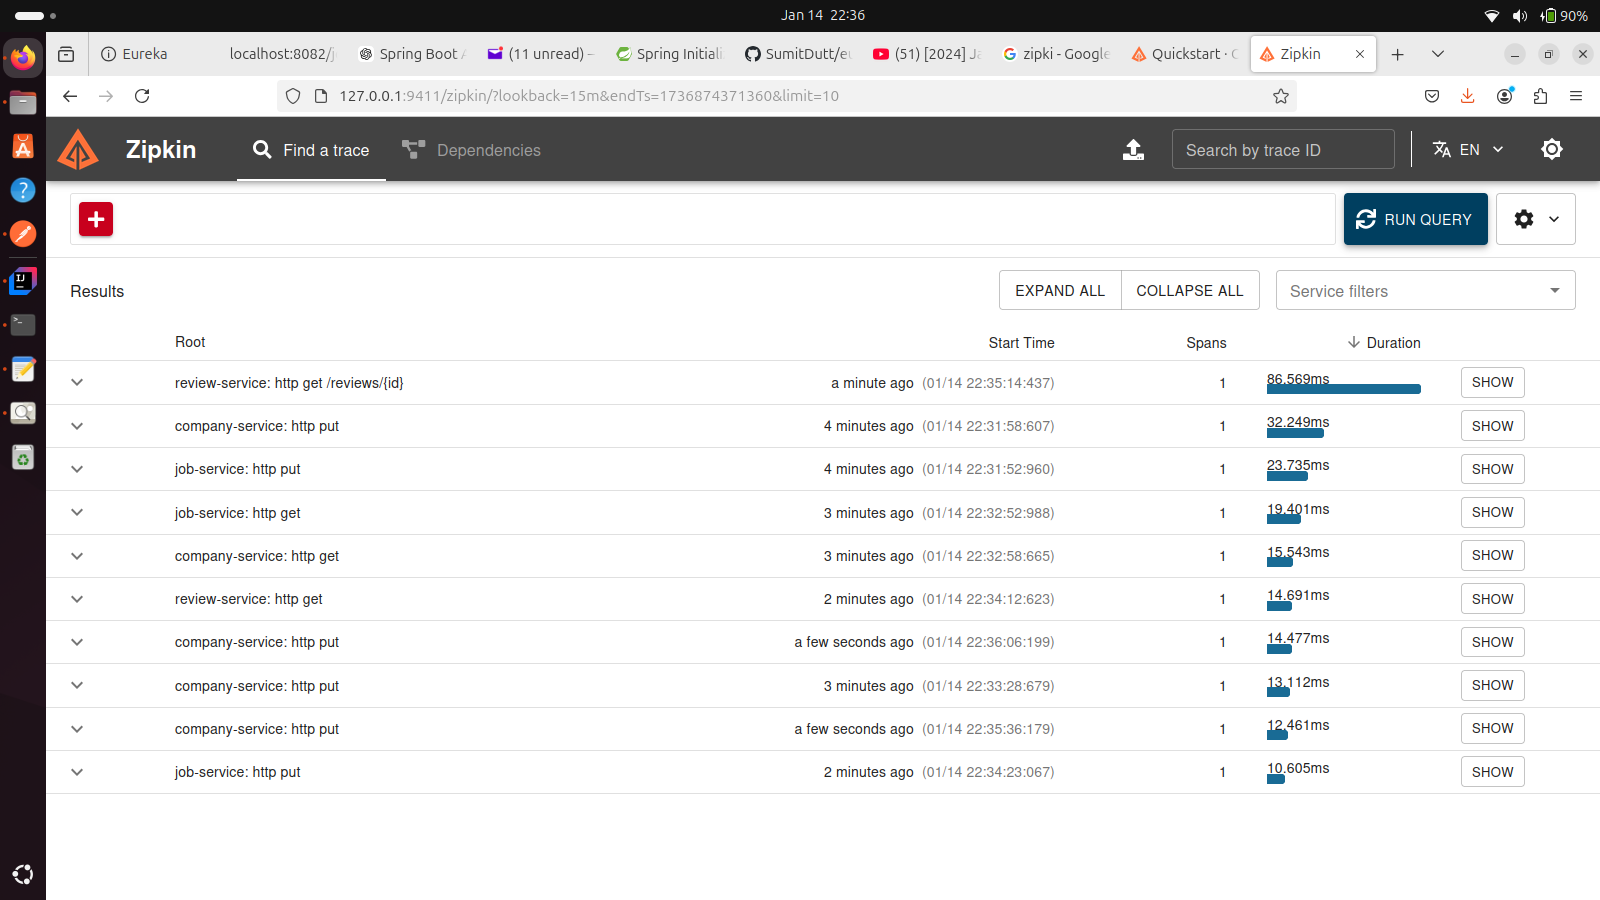 Jan 14 22:36
90%
Eureka
localhost:8082/j
Spring Boot
(11 unread) –
Spring Initiali
SumitDutt/eu
(51) [2024] Ja
zipki - Google
Quickstart ·
Zipkin
127.0.0.1:9411/zipkin/?lookback=15m&endTs=1736874371360&limit=10
Zipkin Find a trace Dependencies Search by trace ID EN
RUN QUERY
Results EXPAND ALL COLLAPSE ALL Service filters
Root Start Time Spans Duration
review-service: http get /reviews/{id} a minute ago (01/14 22:35:14:437) 1 86.569ms SHOW
company-service: http put 4 minutes ago (01/14 22:31:58:607) 1 32.249ms SHOW
job-service: http put 4 minutes ago (01/14 22:31:52:960) 1 23.735ms SHOW
job-service: http get 3 minutes ago (01/14 22:32:52:988) 1 19.401ms SHOW
company-service: http get 3 minutes ago (01/14 22:32:58:665) 1 15.543ms SHOW
review-service: http get 2 minutes ago (01/14 22:34:12:623) 1 14.691ms SHOW
company-service: http put a few seconds ago (01/14 22:36:06:199) 1 14.477ms SHOW
company-service: http put 3 minutes ago (01/14 22:33:28:679) 1 13.112ms SHOW
company-service: http put a few seconds ago (01/14 22:35:36:179) 1 12.461ms SHOW
job-service: http put 2 minutes ago (01/14 22:34:23:067) 1 10.605ms SHOW